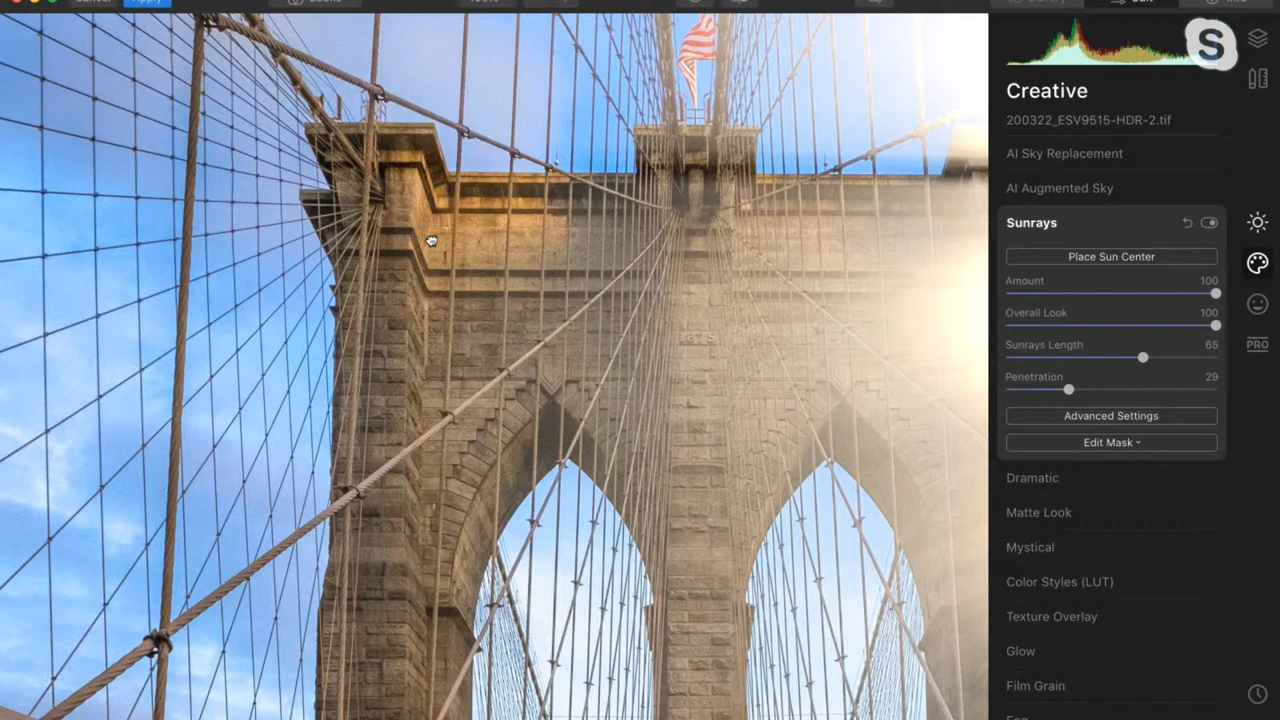 S
Creative
200322_ESV9515-HDR-2.tif
AI Sky Replacement
AI Augmented Sky
Sunrays
Place Sun Center
Amount 100
Overall Look 100
Sunrays Length 65
Penetration 29
Advanced Settings
Edit Mask
PRO
Dramatic
Matte Look
Mystical
Color Styles (LUT)
Texture Overlay
Glow
Film Grain